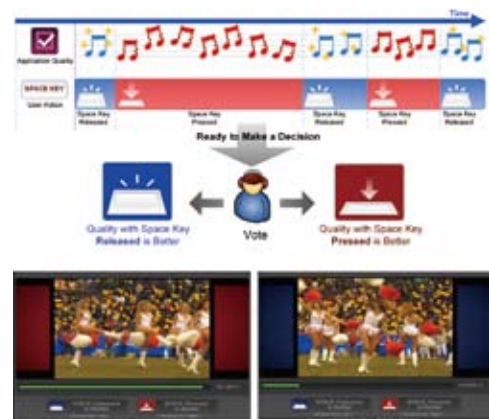 Time
Application Quality
SPACE KEY
User Action
Space Key
Released
Space Key
Pressed
Space Key
Released
Space Key
Pressed
Space Key
Released
Ready to Make a Decision
Quality with Space Key
Released is Better
Vote
Quality with Space Key
Pressed is Better